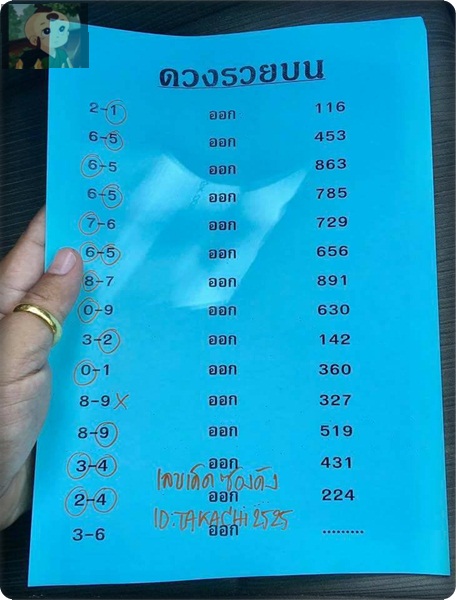 ดวงรวยบน
2-1 ออก 116
6-5 ออก 453
6-5 ออก 863
6-5 ออก 785
7-6 ออก 729
6-5 ออก 656
8-7 ออก 891
0-9 ออก 630
3-2 ออก 142
0-1 ออก 360
8-9 X ออก 327
8-9 ออก 519
3-4 ออก 431
เลขเด็ด ซองดัง
2-4 ออก 224
ID:TAKACHi2525
3-6 ออก .........